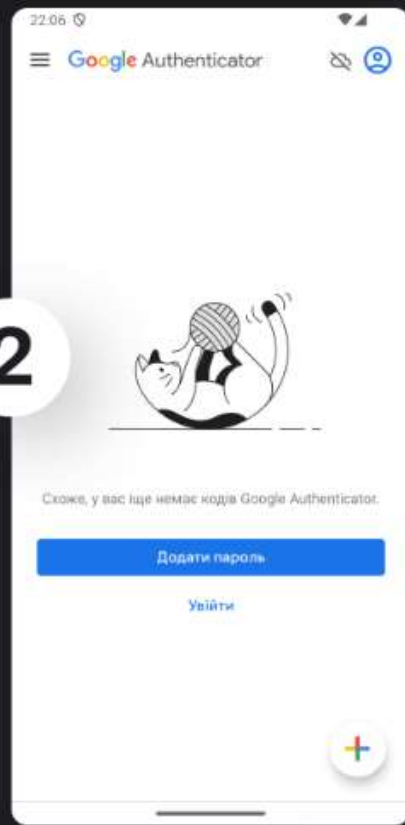 22:06
Google Authenticator
2
Схоже, у вас іще немає кодів Google Authenticator.
Додати пароль
Увійти